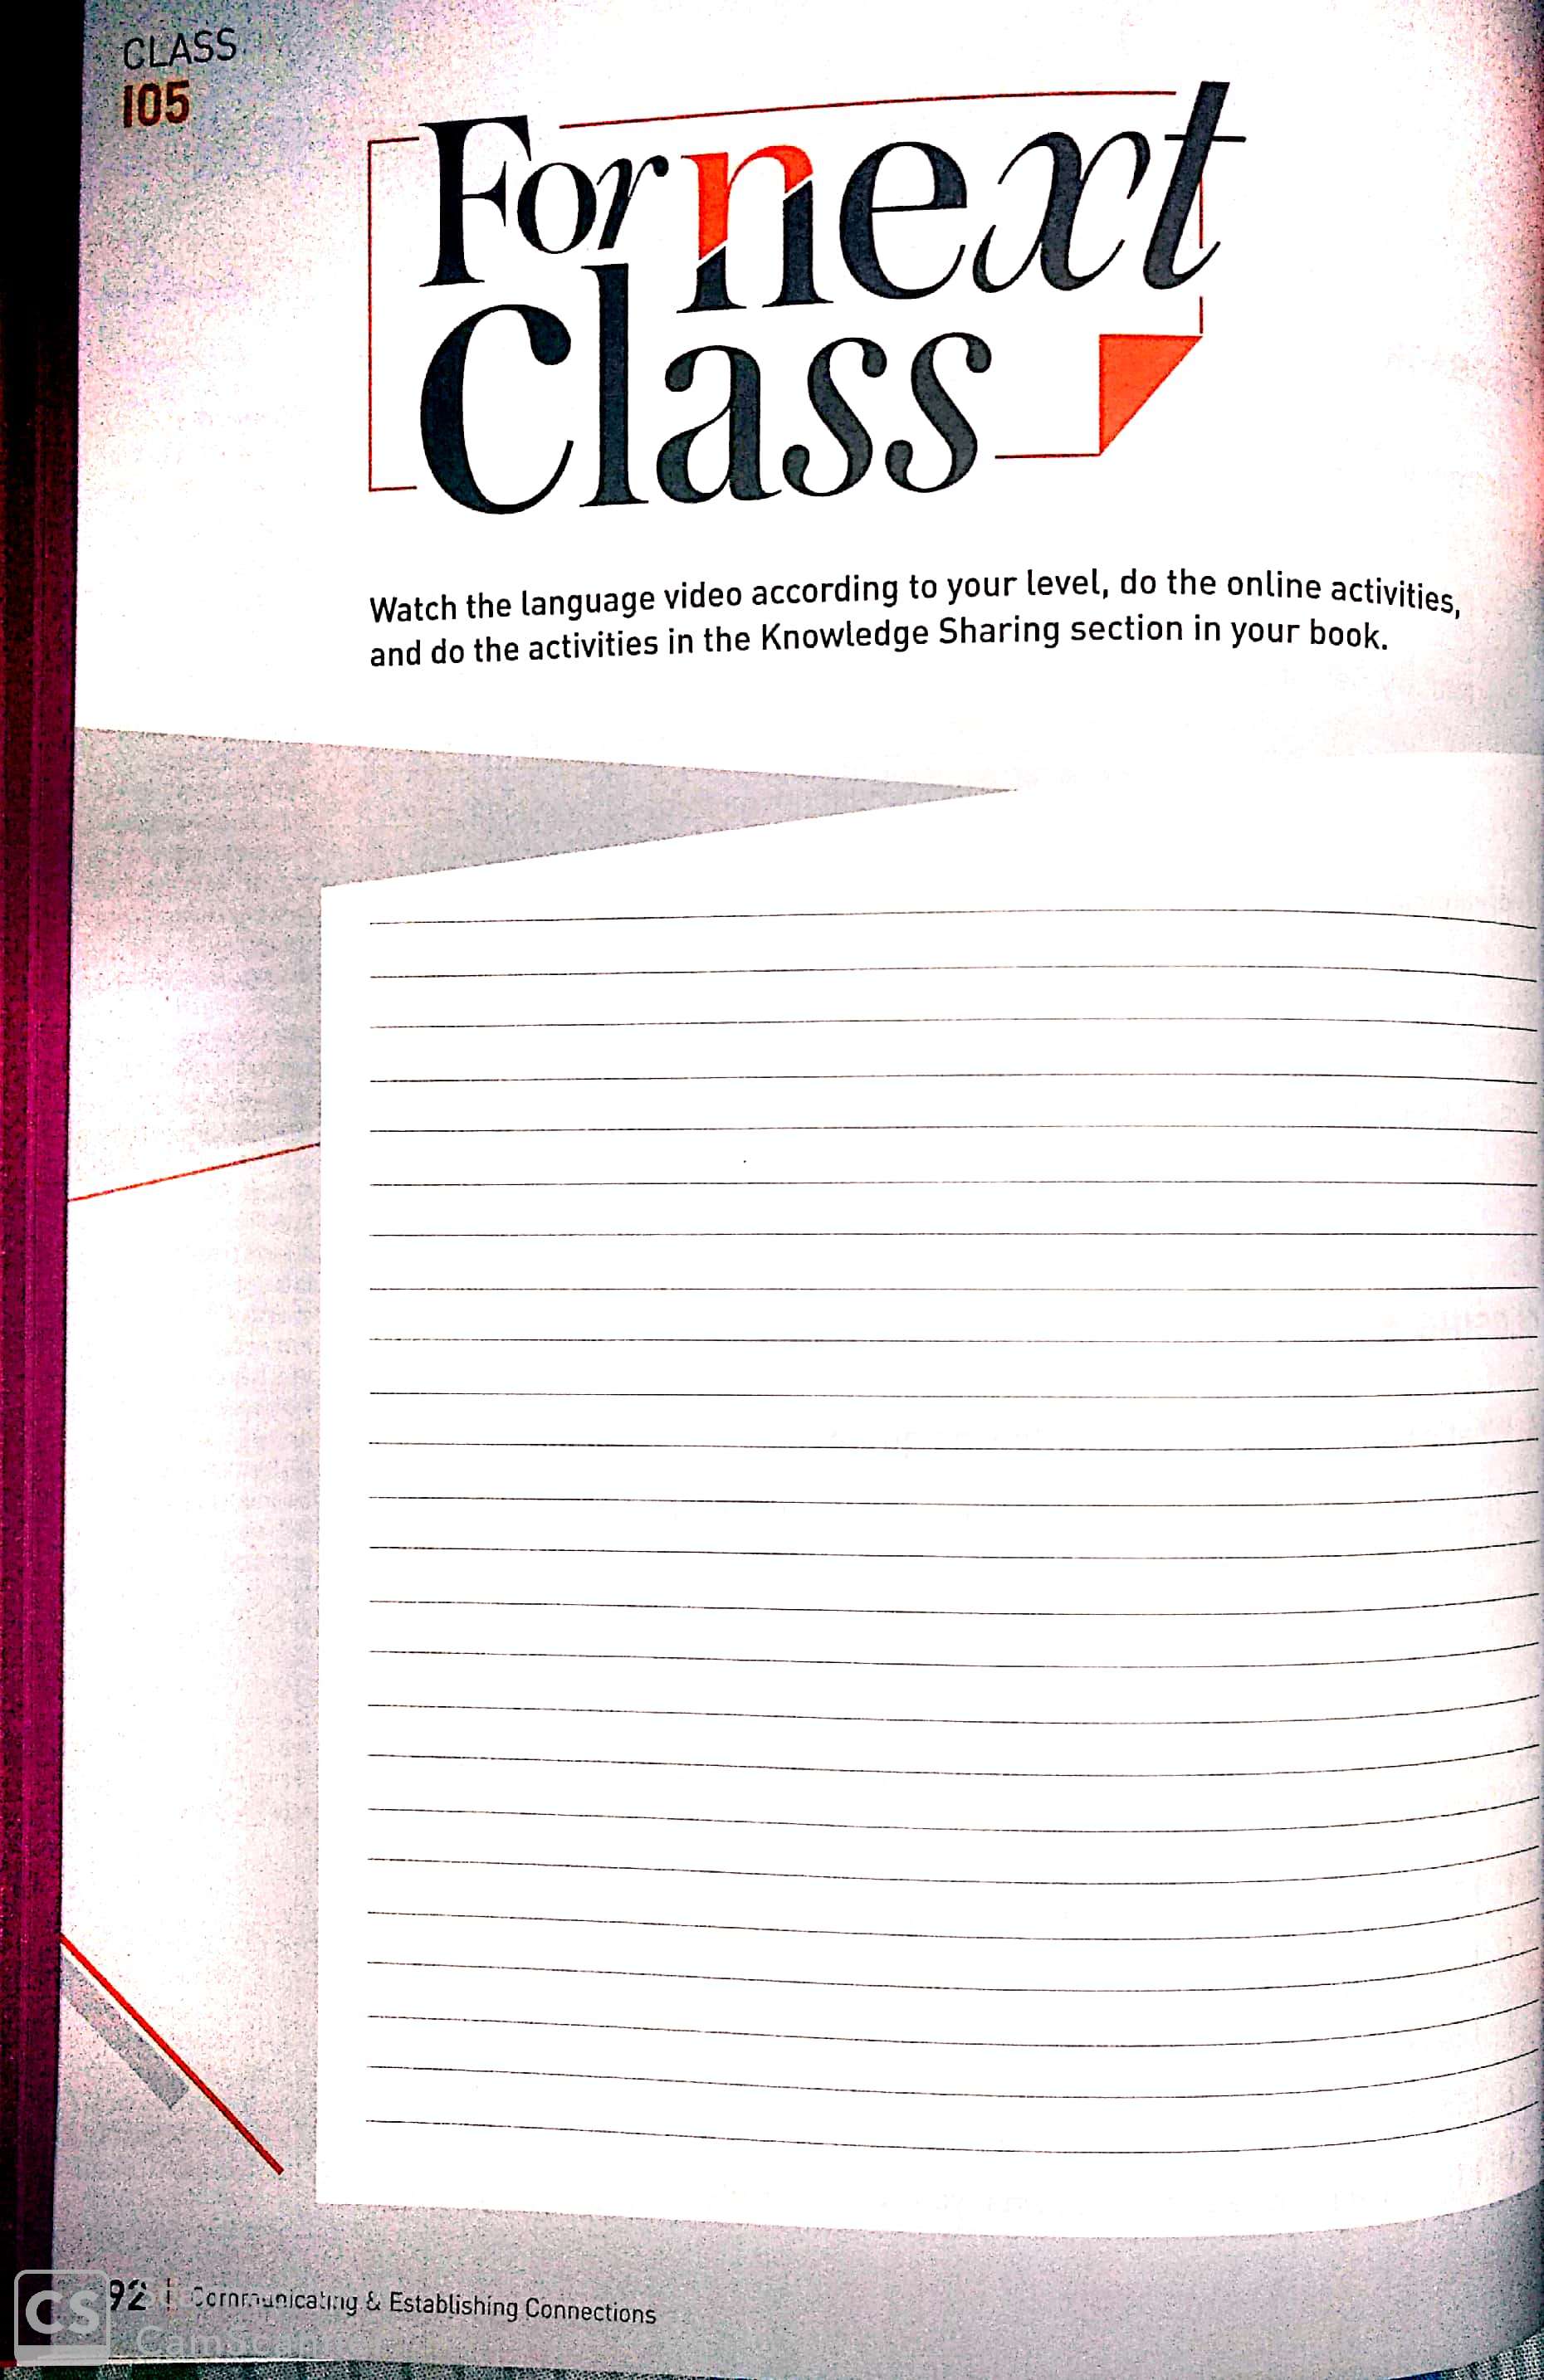 CLASS
105
For next
Class
Watch the language video according to your level, do the online activities,
and do the activities in the Knowledge Sharing section in your book.
92 | Communicating & Establishing Connections
CS
CamScanner